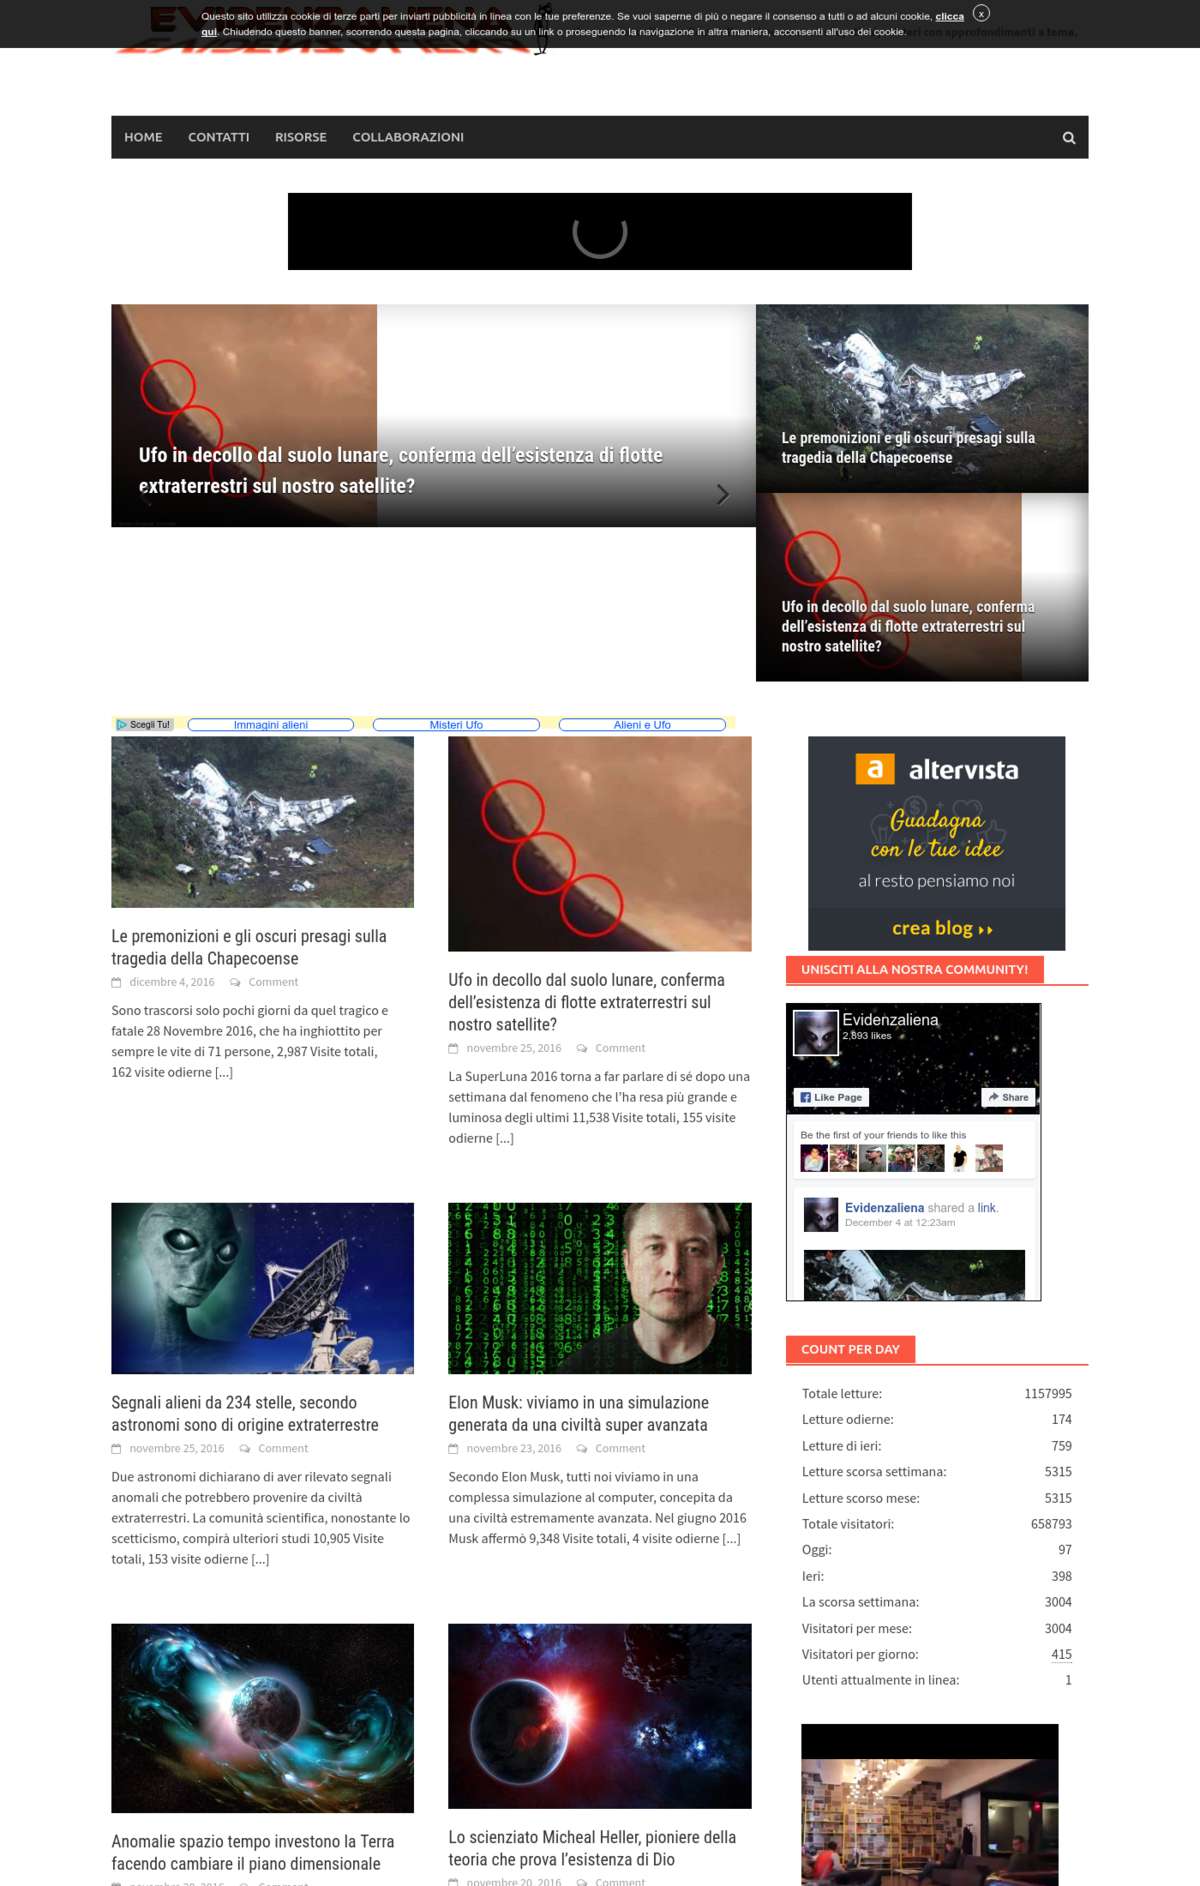 EVIDENZALIENA
Questo sito utilizza cookie di terze parti per inviarti pubblicità in linea con le tue preferenze. Se vuoi saperne di più o negare il consenso a tutti o ad alcuni cookie, clicca
qui. Chiudendo questo banner, scorrendo questa pagina, cliccando su un link o proseguendo la navigazione in altra maniera, acconsenti all'uso dei cookie.
x
con approfondimenti a tema.
HOME CONTATTI RISORSE COLLABORAZIONI
Ufo in decollo dal suolo lunare, conferma dell’esistenza di flotte
extraterrestri sul nostro satellite?
Le premonizioni e gli oscuri presagi sulla
tragedia della Chapecoense
Ufo in decollo dal suolo lunare, conferma
dell’esistenza di flotte extraterrestri sul
nostro satellite?
Scegli Tu! Immagini alieni Misteri Ufo Alieni e Ufo
Le premonizioni e gli oscuri presagi sulla
tragedia della Chapecoense
dicembre 4, 2016 Comment
Sono trascorsi solo pochi giorni da quel tragico e
fatale 28 Novembre 2016, che ha inghiottito per
sempre le vite di 71 persone, 2,987 Visite totali,
162 visite odierne [...]
Ufo in decollo dal suolo lunare, conferma
dell’esistenza di flotte extraterrestri sul
nostro satellite?
novembre 25, 2016 Comment
La SuperLuna 2016 torna a far parlare di sé dopo una
settimana dal fenomeno che l’ha resa più grande e
luminosa degli ultimi 11,538 Visite totali, 155 visite
odierne [...]
Segnali alieni da 234 stelle, secondo
astronomi sono di origine extraterrestre
novembre 25, 2016 Comment
Due astronomi dichiarano di aver rilevato segnali
anomali che potrebbero provenire da civiltà
extraterrestri. La comunità scientifica, nonostante lo
scetticismo, compirà ulteriori studi 10,905 Visite
totali, 153 visite odierne [...]
Elon Musk: viviamo in una simulazione
generata da una civiltà super avanzata
novembre 23, 2016 Comment
Secondo Elon Musk, tutti noi viviamo in una
complessa simulazione al computer, concepita da
una civiltà estremamente avanzata. Nel giugno 2016
Musk affermò 9,348 Visite totali, 4 visite odierne [...]
Anomalie spazio tempo investono la Terra
facendo cambiare il piano dimensionale
novembre 20, 2016 Comment
Lo scienziato Micheal Heller, pioniere della
teoria che prova l’esistenza di Dio
novembre 20, 2016 Comment
a altervista
Guadagna
con le tue idee
al resto pensiamo noi
crea blog
UNISCITI ALLA NOSTRA COMMUNITY!
Evidenzaliena
2,893 likes
Like Page Share
Be the first of your friends to like this
Evidenzaliena shared a link.
December 4 at 12:23am
COUNT PER DAY
Totale letture: 1157995
Letture odierne: 174
Letture di ieri: 759
Letture scorsa settimana: 5315
Letture scorso mese: 5315
Totale visitatori: 658793
Oggi: 97
Ieri: 398
La scorsa settimana: 3004
Visitatori per mese: 3004
Visitatori per giorno: 415
Utenti attualmente in linea: 1